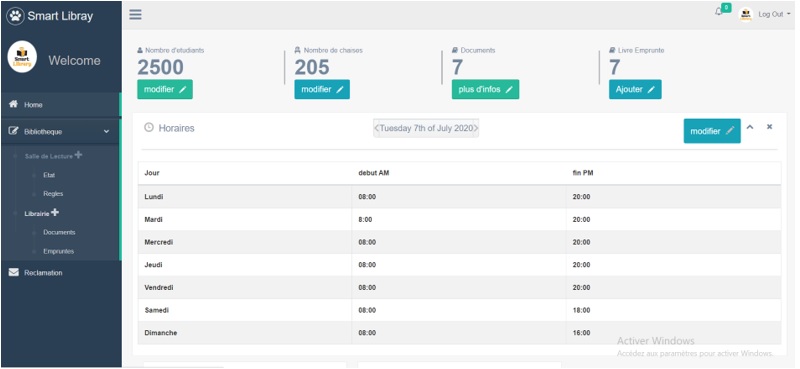 Smart Libray
0
Log Out
Smart Library
Welcome
Home
Bibliotheque
Salle de Lecture
Etat
Regles
Librairie
Documents
Empruntes
Reclamation
Nombre d'etudiants
2500
modifier
Nombre de chaises
205
modifier
Documents
7
plus d'infos
Livre Emprunte
7
Ajouter
Horaires
<Tuesday 7th of July 2020>
modifier
Jour debut AM fin PM
Lundi 08:00 20:00
Mardi 8:00 20:00
Mercredi 08:00 20:00
Jeudi 08:00 20:00
Vendredi 08:00 20:00
Samedi 08:00 18:00
Dimanche 08:00 16:00
Activer Windows
Accédez aux paramètres pour activer Windows.